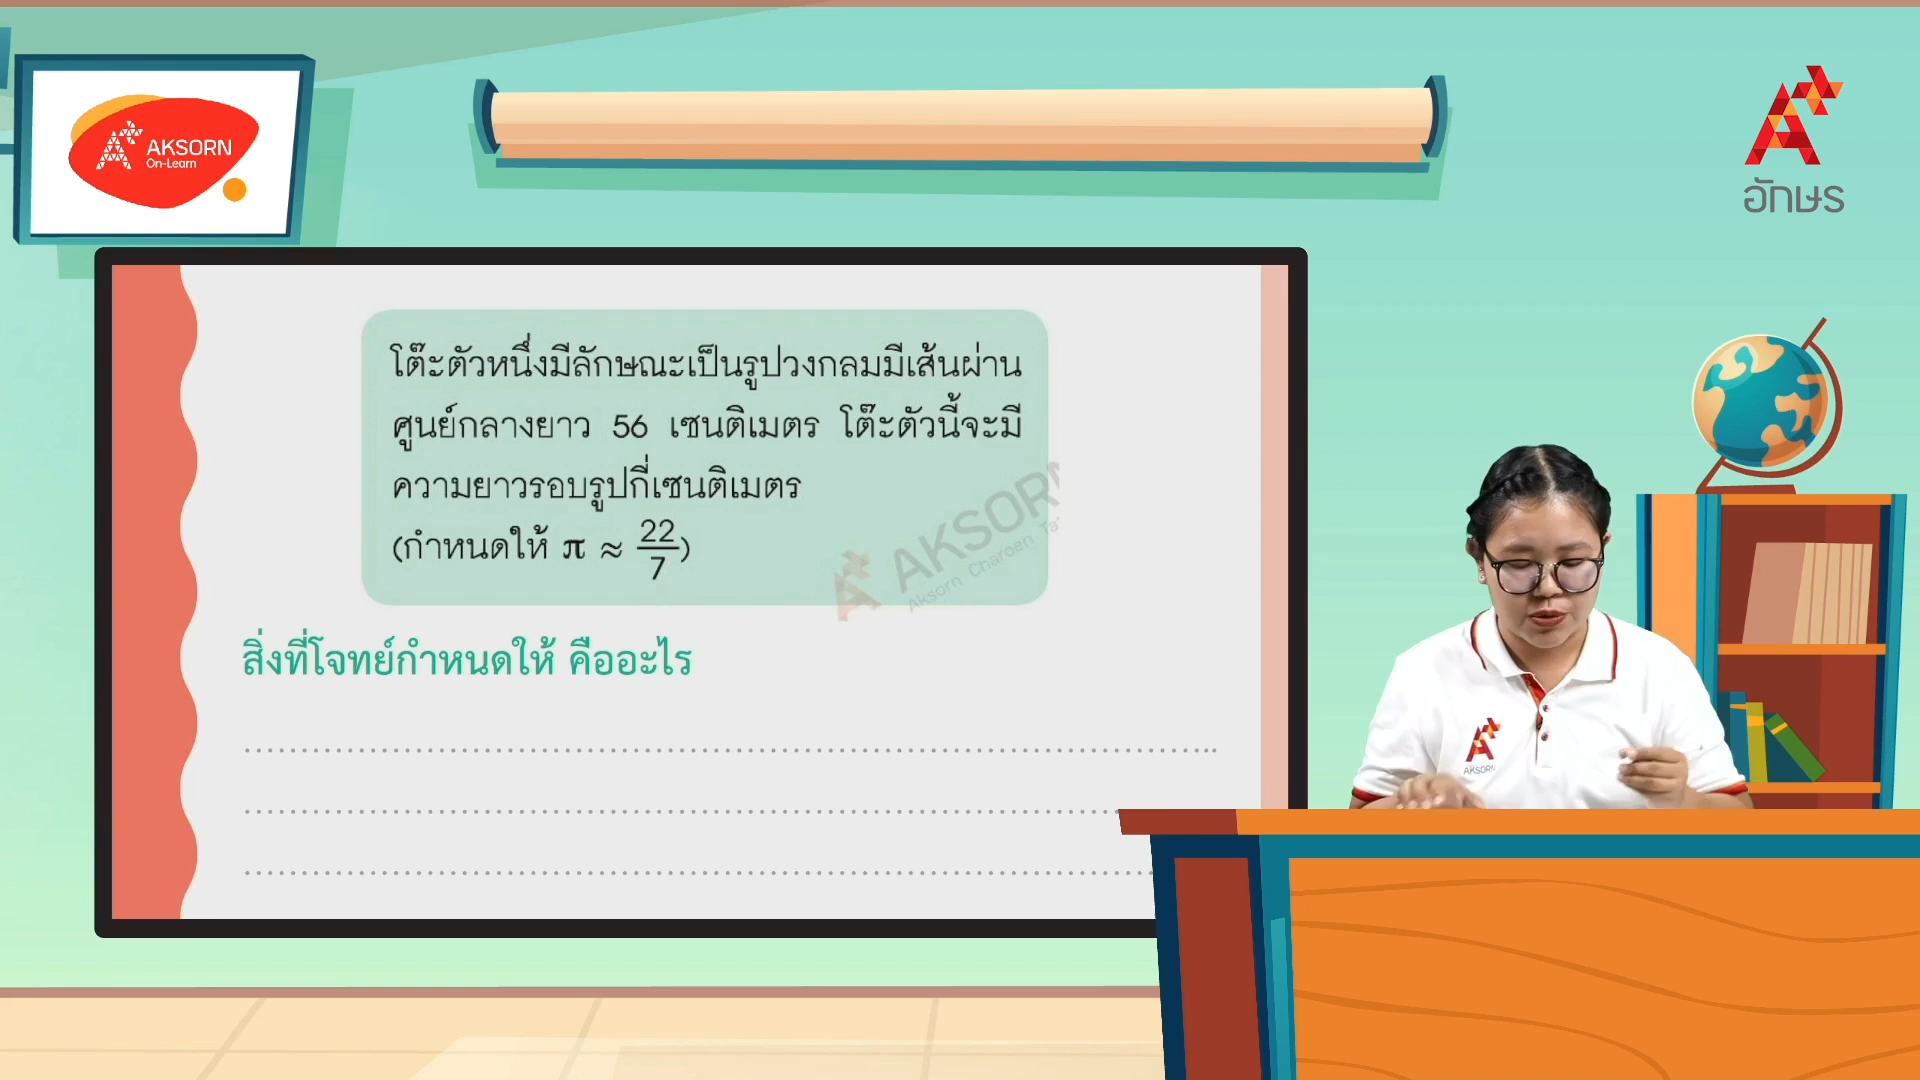 AKSORN
On-Learn
อักษร
โต๊ะตัวหนึ่งมีลักษณะเป็นรูปวงกลมมีเส้นผ่าน
ศูนย์กลางยาว 56 เซนติเมตร โต๊ะตัวนี้จะมี
ความยาวรอบรูปกี่เซนติเมตร
(กำหนดให้ π ≈ 22/7)
AKSORN
Aksorn Charoen Ta
สิ่งที่โจทย์กำหนดให้ คืออะไร
AKSORN